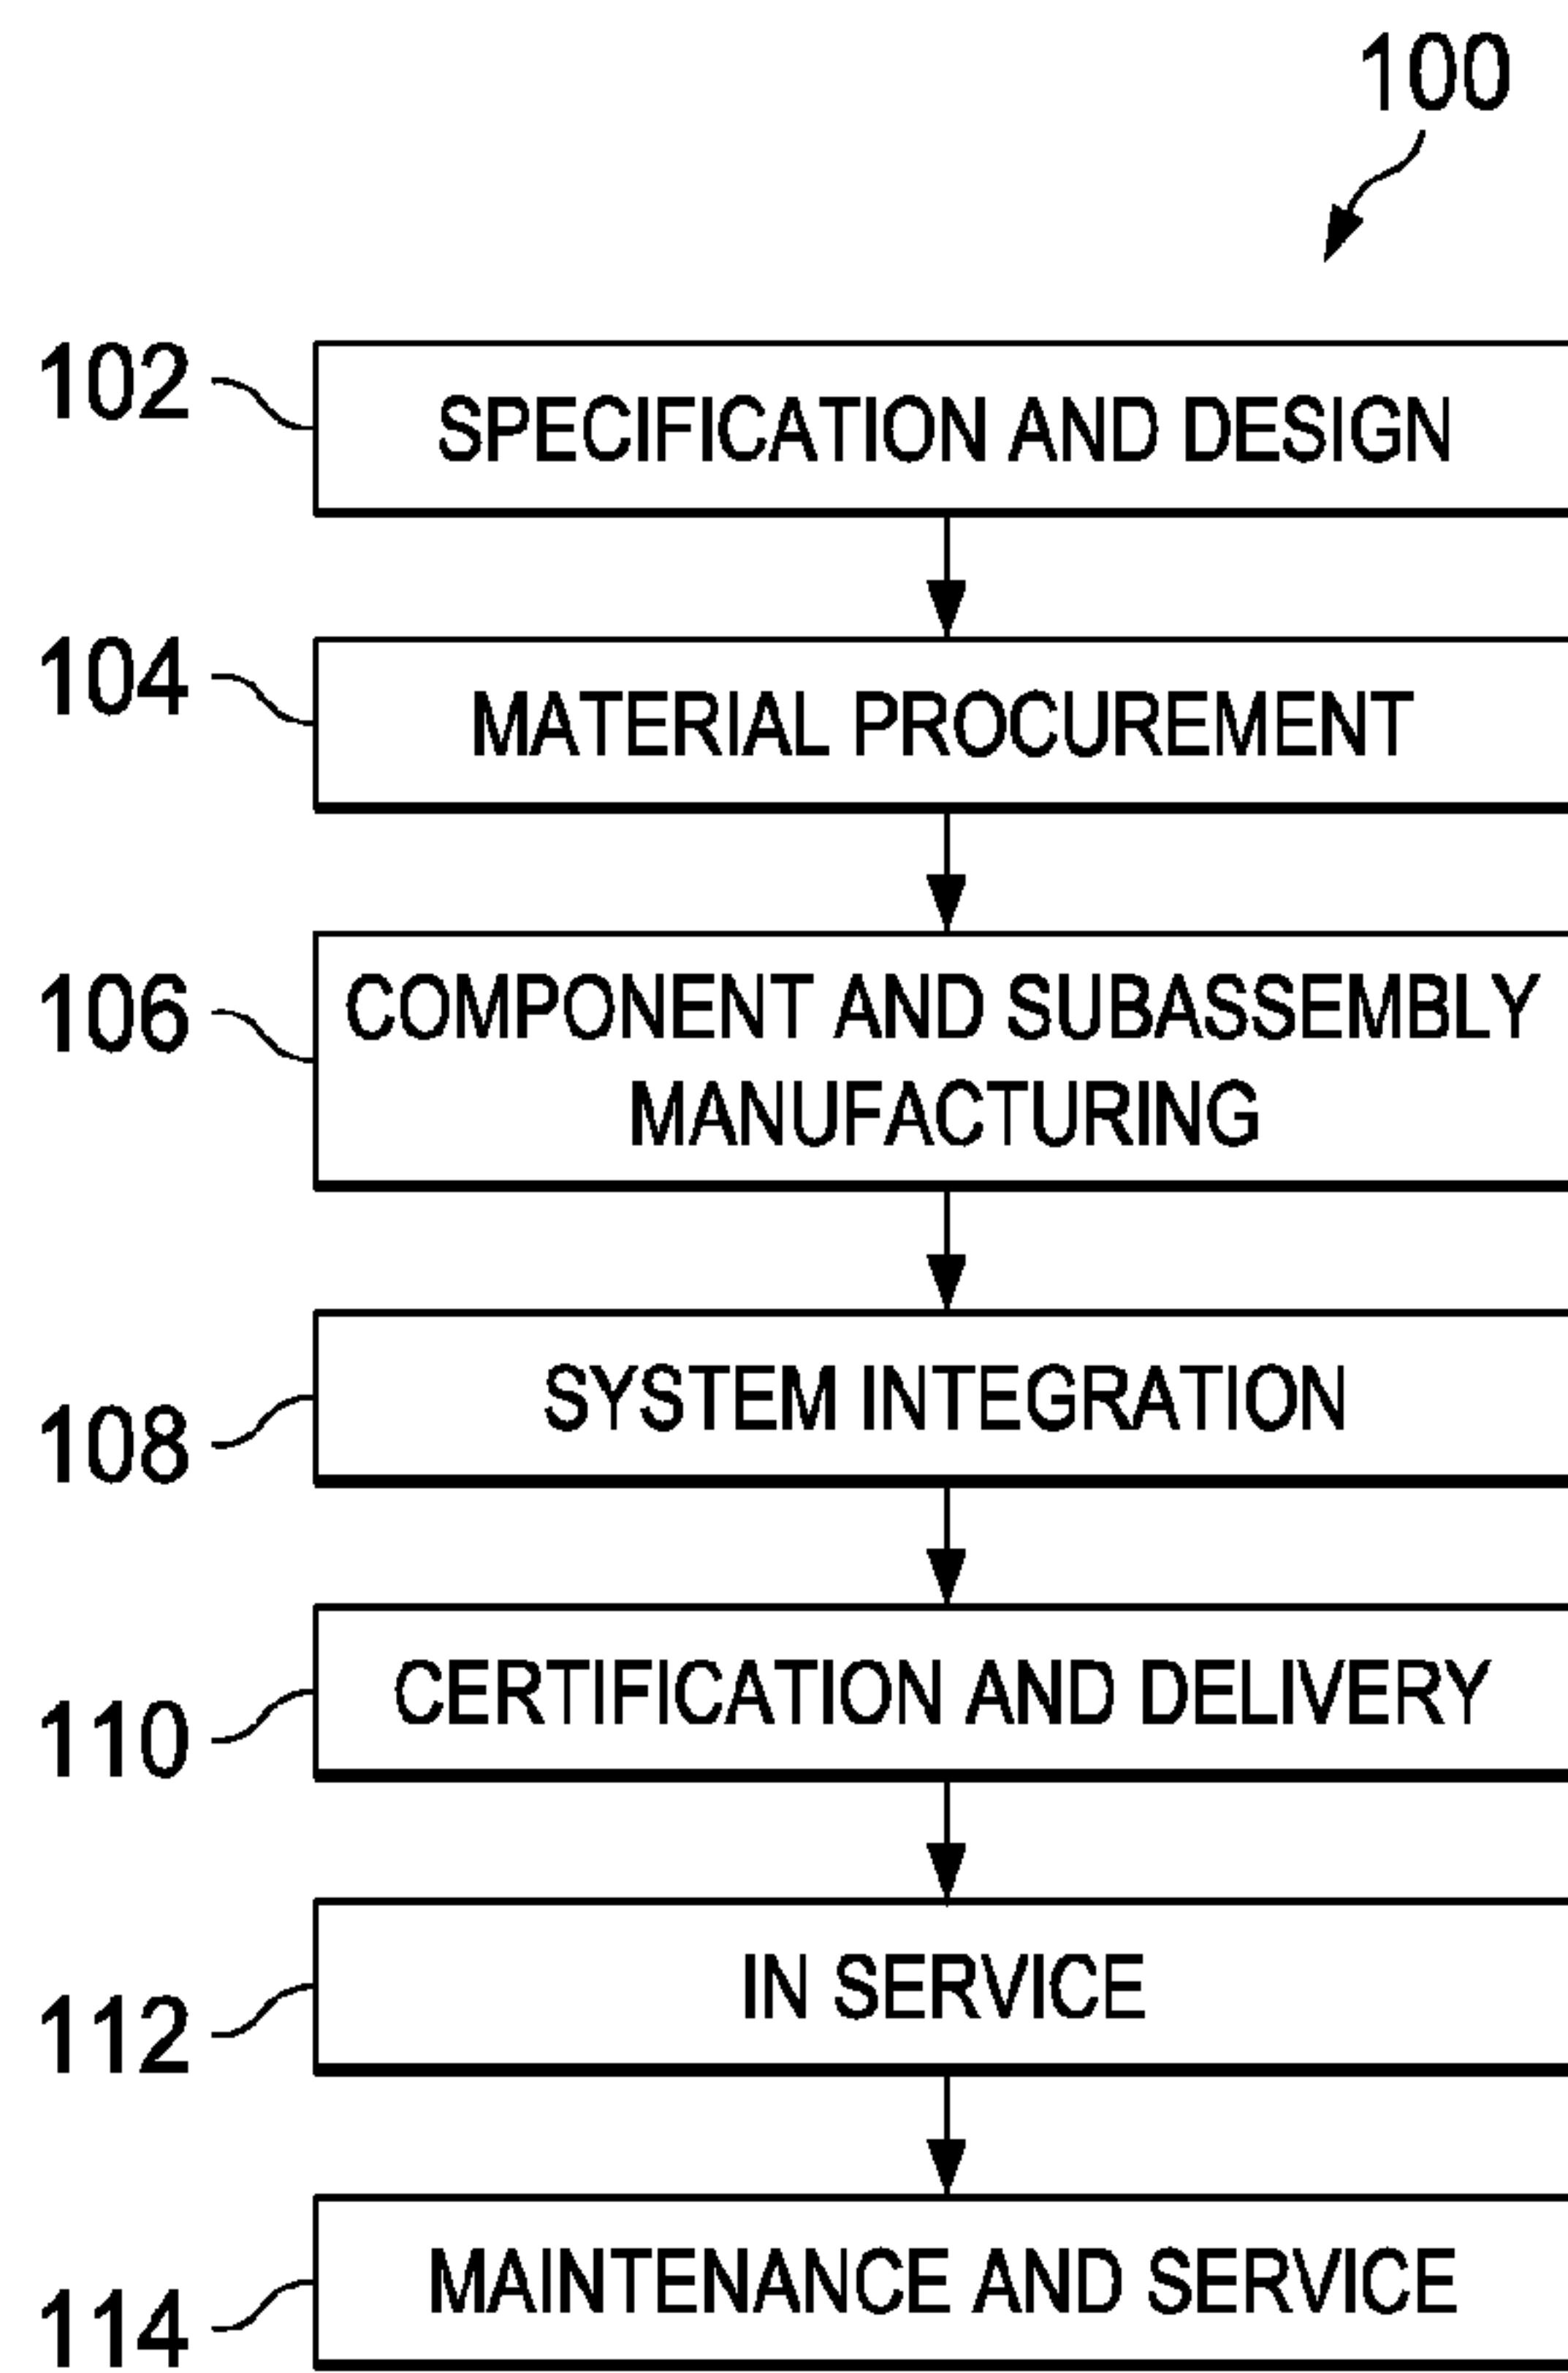 100
102
SPECIFICATION AND DESIGN
104
MATERIAL PROCUREMENT
106
COMPONENT AND SUBASSEMBLY
MANUFACTURING
108
SYSTEM INTEGRATION
110
CERTIFICATION AND DELIVERY
112
IN SERVICE
114
MAINTENANCE AND SERVICE